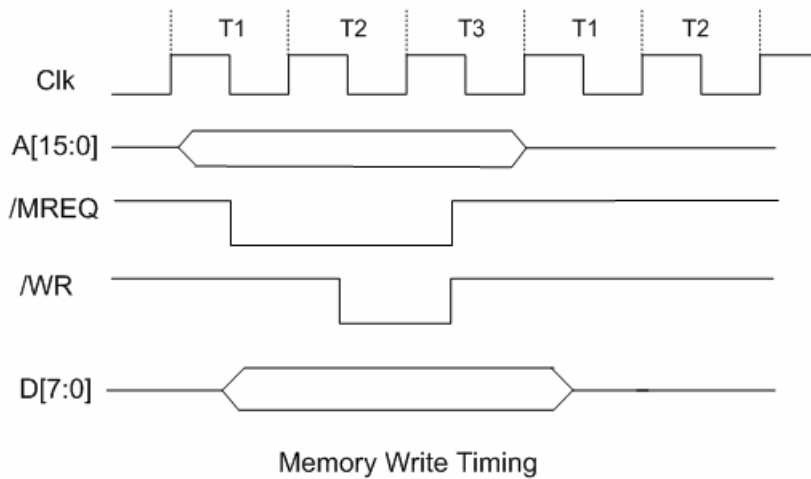 T1 T2 T3 T1 T2
Clk
A[15:0]
/MREQ
/WR
D[7:0]
Memory Write Timing